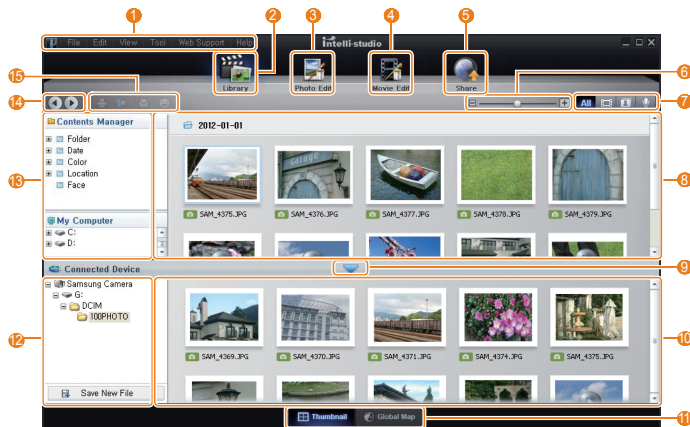 1
2
3
4
5
File Edit View Tool Web Support Help
intelli-studio
Library
Photo Edit
Movie Edit
Share
15
6
14
All
7
Contents Manager
2012-01-01
Folder
Date
Color
Location
Face
garage
13
8
SAM_4375.JPG
SAM_4376.JPG
SAM_4377.JPG
SAM_4378.JPG
SAM_4379.JPG
My Computer
C:
D:
Connected Device
9
Samsung Camera
G:
DCIM
100PHOTO
12
10
SAM_4369.JPG
SAM_4370.JPG
SAM_4371.JPG
SAM_4374.JPG
SAM_4375.JPG
Save New File
Thumbnail
Global Map
11